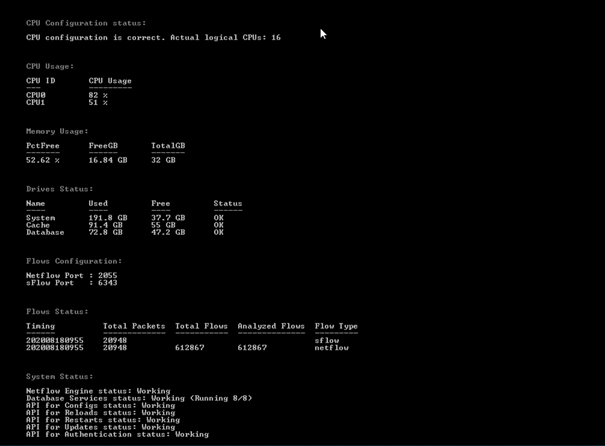 CPU Configuration status:
CPU configuration is correct. Actual logical CPUs: 16
CPU Usage:
CPU ID CPU Usage
--- ---------
CPU0 82 %
CPU1 51 %
Memory Usage:
PctFree FreeGB TotalGB
------- ------ -------
52.62 % 16.84 GB 32 GB
Drives Status:
Name Used Free Status
---- ---- ---- ------
System 191.8 GB 37.7 GB OK
Cache 91.4 GB 55 GB OK
Database 72.8 GB 47.2 GB OK
Flows Configuration:
Netflow Port : 2055
sFlow Port : 6343
Flows Status:
Timing Total Packets Total Flows Analyzed Flows Flow Type
------ ------------- ----------- -------------- ---------
202008180955 20948 sflow
202008180955 20948 612867 612867 netflow
System Status:
Netflow Engine status: Working
Database Services status: Working (Running 8/8)
API for Configs status: Working
API for Reloads status: Working
API for Restarts status: Working
API for Updates status: Working
API for Authentication status: Working